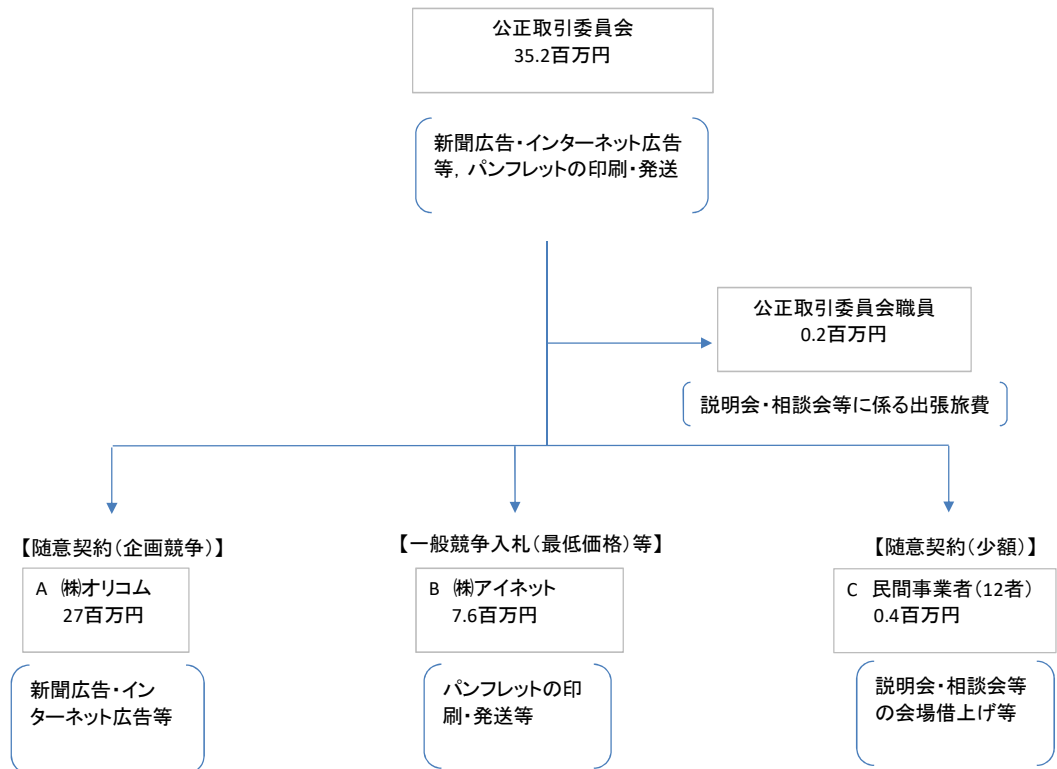 公正取引委員会
35.2百万円
新聞広告・インターネット広告
等，パンフレットの印刷・発送
公正取引委員会職員
0.2百万円
説明会・相談会等に係る出張旅費
【随意契約（企画競争）】
A ㈱オリコム
27百万円
新聞広告・イン
ターネット広告等
【一般競争入札（最低価格）等】
B ㈱アイネット
7.6百万円
パンフレットの印
刷・発送等
【随意契約（少額）】
C 民間事業者（12者）
0.4百万円
説明会・相談会等
の会場借上げ等